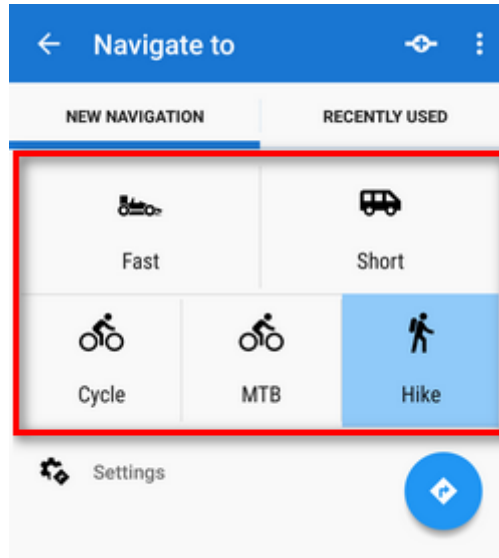 Navigate to
NEW NAVIGATION RECENTLY USED
Fast Short
Cycle MTB Hike
Settings